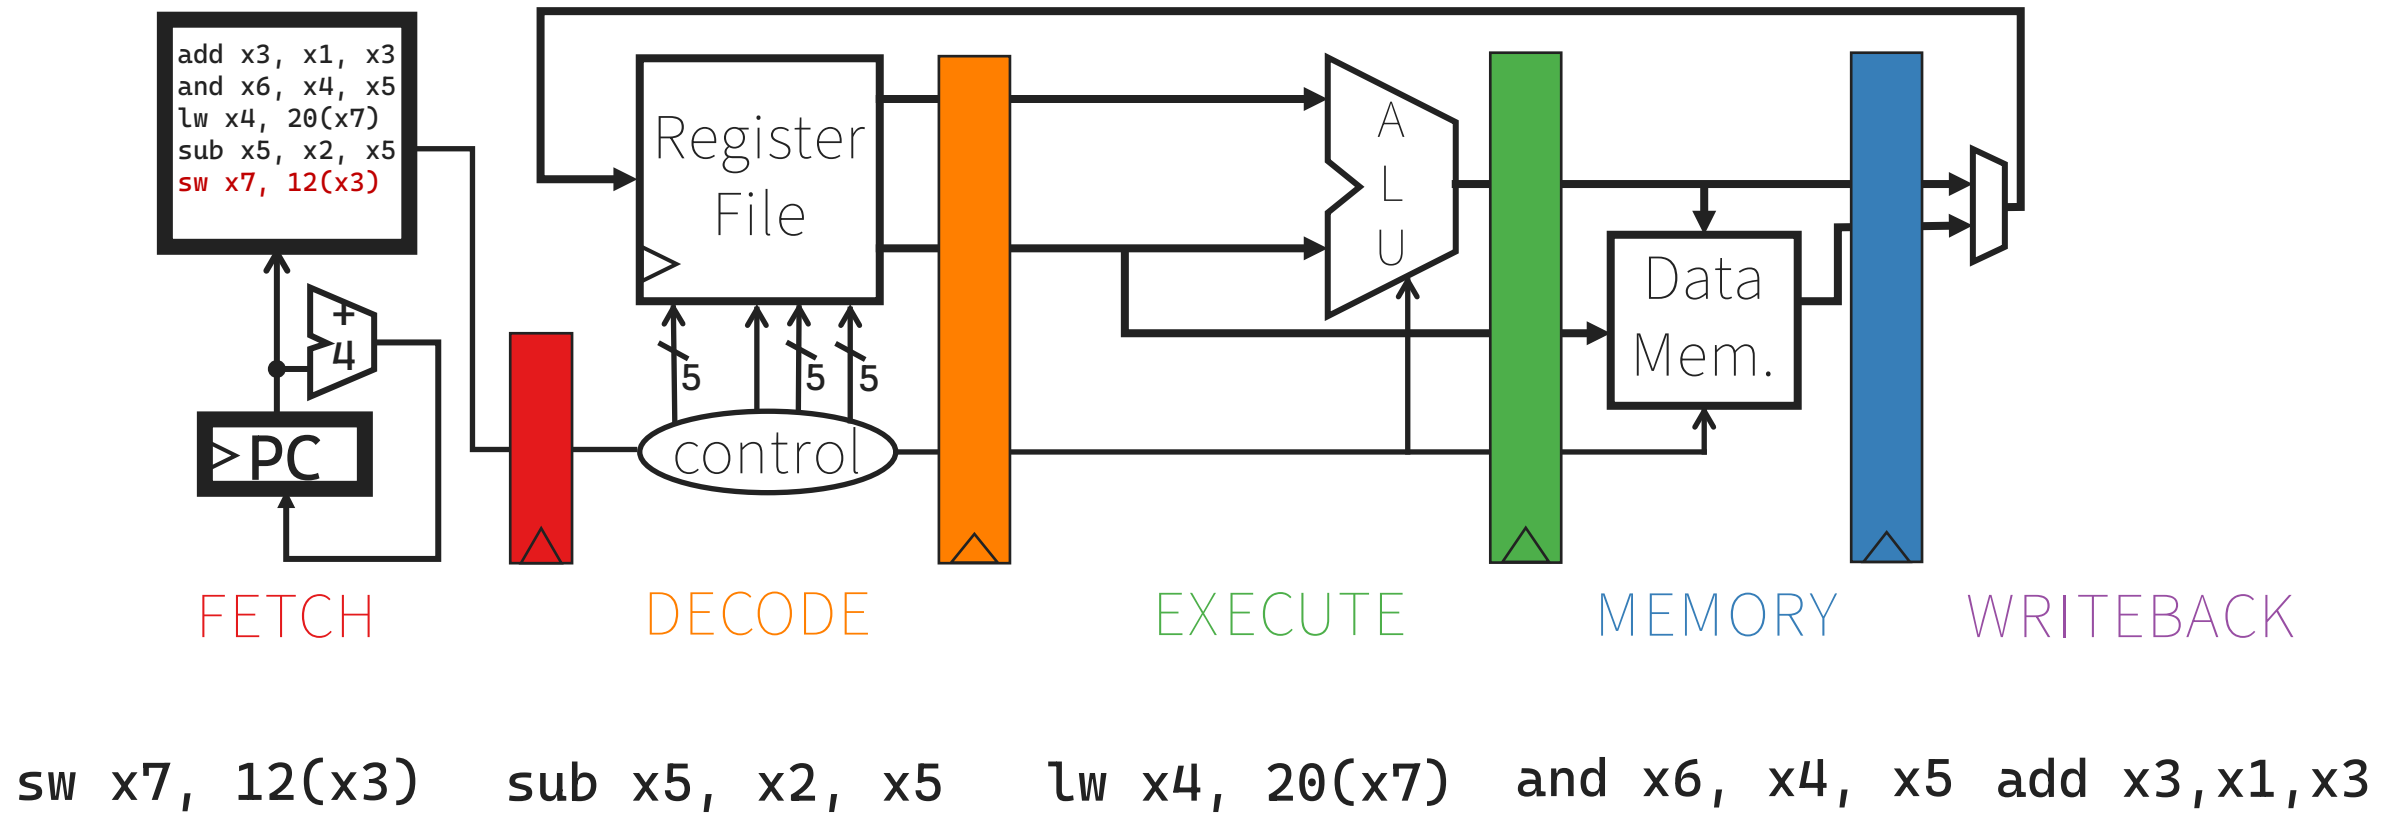 add x3, x1, x3
and x6, x4, x5
lw x4, 20(x7)
sub x5, x2, x5
sw x7, 12(x3)
+
4
PC
Register
File
5
5
5
control
A
L
U
Data
Mem.
FETCH
DECODE
EXECUTE
MEMORY
WRITEBACK
sw x7, 12(x3)
sub x5, x2, x5
lw x4, 20(x7)
and x6, x4, x5
add x3,x1,x3